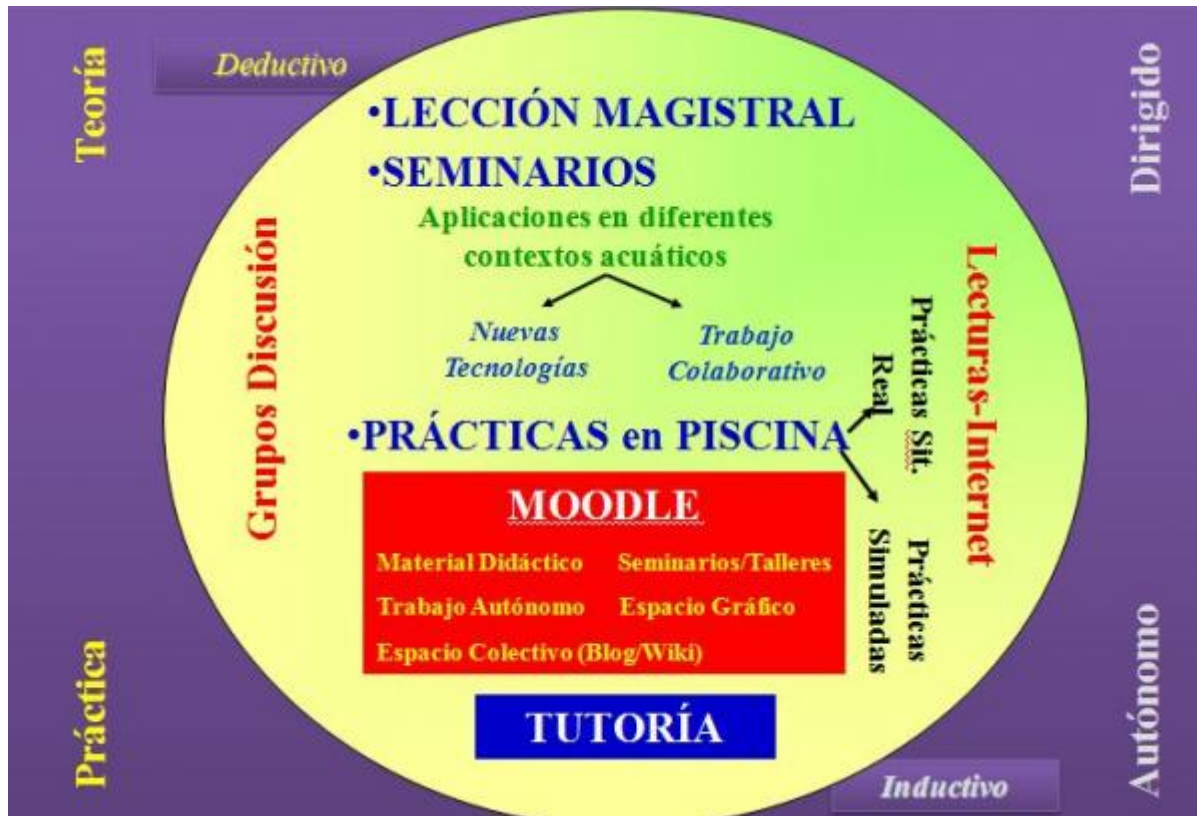 Teoría
Deductivo
Dirigido
•LECCIÓN MAGISTRAL
•SEMINARIOS
Aplicaciones en diferentes
contextos acuáticos
Nuevas
Tecnologías
Trabajo
Colaborativo
Grupos Discusión
Lecturas-Internet
Prácticas Sit.
Real
•PRÁCTICAS en PISCINA
Prácticas
Simuladas
MOODLE
Material Didáctico
Seminarios/Talleres
Trabajo Autónomo
Espacio Gráfico
Espacio Colectivo (Blog/Wiki)
TUTORÍA
Práctica
Inductivo
Autónomo